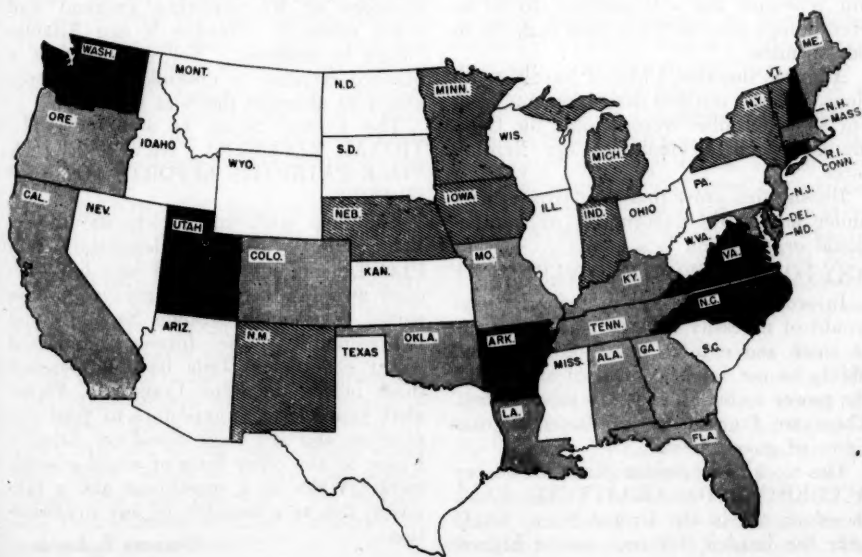 WASH.
MONT.
N.D.
MINN.
ME.
VT.
N.Y.
N.H.
MASS.
ORE.
IDAHO
S.D.
WIS.
MICH.
R.I.
CONN.
WYO.
CAL.
NEV.
UTAH
NEB.
IOWA
ILL.
IND.
OHIO
PA.
N.J.
DEL.
MD.
W.VA.
VA.
COLO.
KAN.
MO.
KY.
ARIZ.
N.M.
TEXAS
OKLA.
ARK.
TENN.
N.C.
S.C.
MISS.
ALA.
GA.
LA.
FLA.